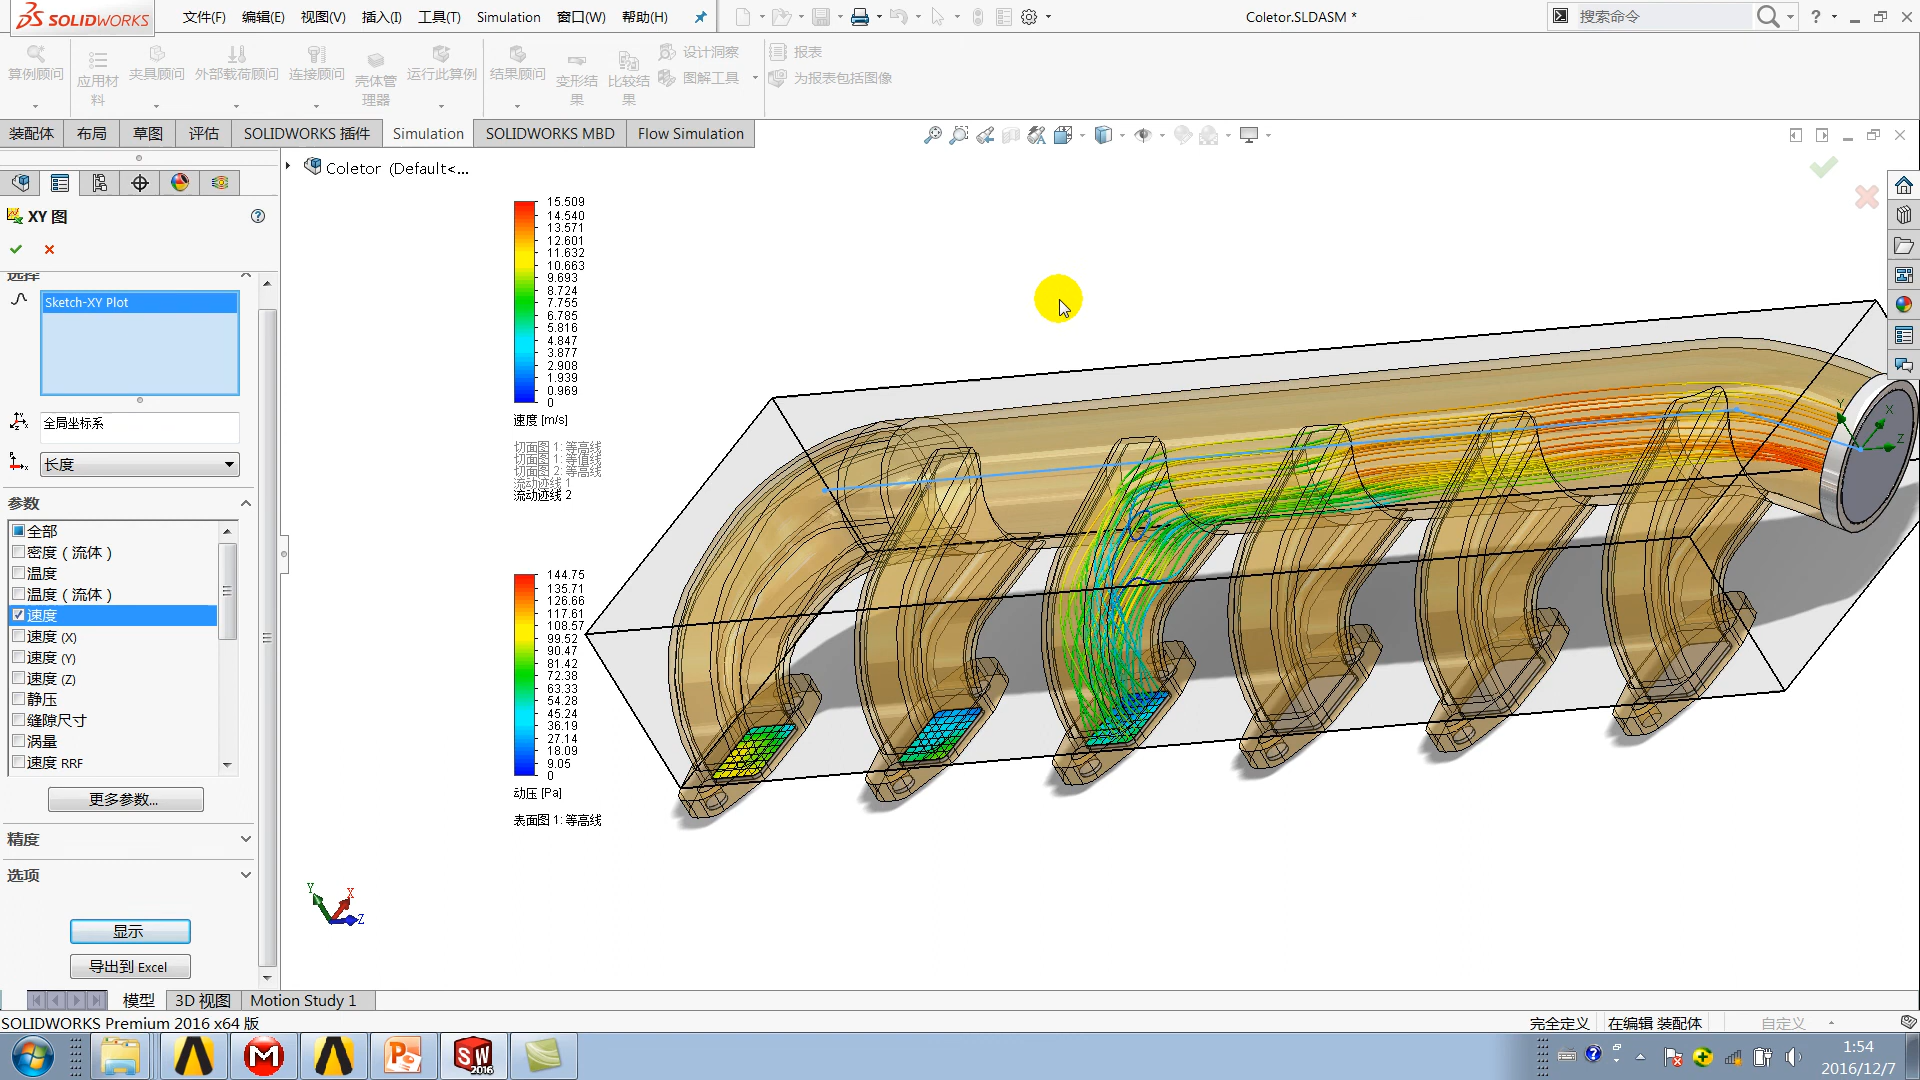 SOLIDWORKS
文件(F) 编辑(E) 视图(V) 插入(I) 工具(T) Simulation 窗口(W) 帮助(H)
Coletor.SLDASM *
搜索命令
算例顾问
应用材料
夹具顾问
外部载荷顾问
连接顾问
壳体管理器
运行此算例
结果顾问
变形结果
比较结果
设计洞察
图解工具
报表
为报表包括图像
装配体 布局 草图 评估 SOLIDWORKS 插件 Simulation SOLIDWORKS MBD Flow Simulation
Coletor (Default<...
XY 图
选择
Sketch-XY Plot
全局坐标系
长度
参数
全部
密度 ( 流体 )
温度
温度 ( 流体 )
速度
速度 (X)
速度 (Y)
速度 (Z)
静压
缝隙尺寸
涡量
速度 RRF
更多参数...
精度
选项
显示
导出到 Excel
15.509
14.540
13.571
12.601
11.632
10.663
9.693
8.724
7.755
6.785
5.816
4.847
3.877
2.908
1.939
0.969
0
速度 [m/s]
切面图 1: 等高线
切面图 1: 等值线
切面图 2: 等高线
流动迹线 1
流动迹线 2
144.75
135.71
126.66
117.61
108.57
99.52
90.47
81.42
72.38
63.33
54.28
45.24
36.19
27.14
18.09
9.05
0
动压 [Pa]
表面图 1: 等高线
Y X Z
Y X Z
模型 3D 视图 Motion Study 1
SOLIDWORKS Premium 2016 x64 版
完全定义 在编辑 装配体 自定义
SW 2016
1:54
2016/12/7